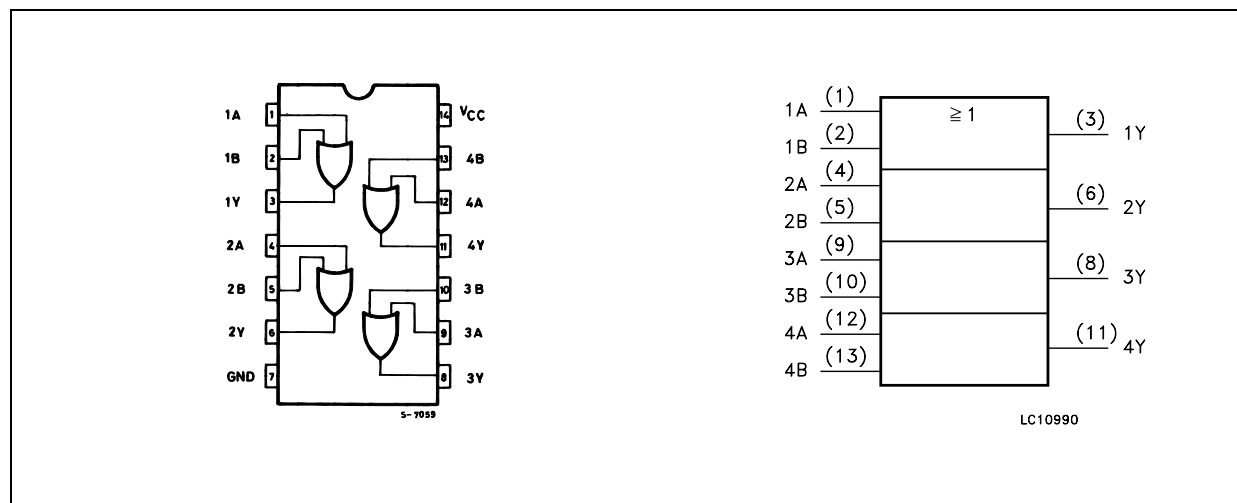 1A 1 14 VCC
1B 2 13 4B
1Y 3 12 4A
2A 4 11 4Y
2B 5 10 3B
2Y 6 9 3A
GND 7 8 3Y
S-7059
1A (1) ≧1 (3) 1Y
1B (2)
2A (4) (6) 2Y
2B (5)
3A (9) (8) 3Y
3B (10)
4A (12) (11) 4Y
4B (13)
LC10990